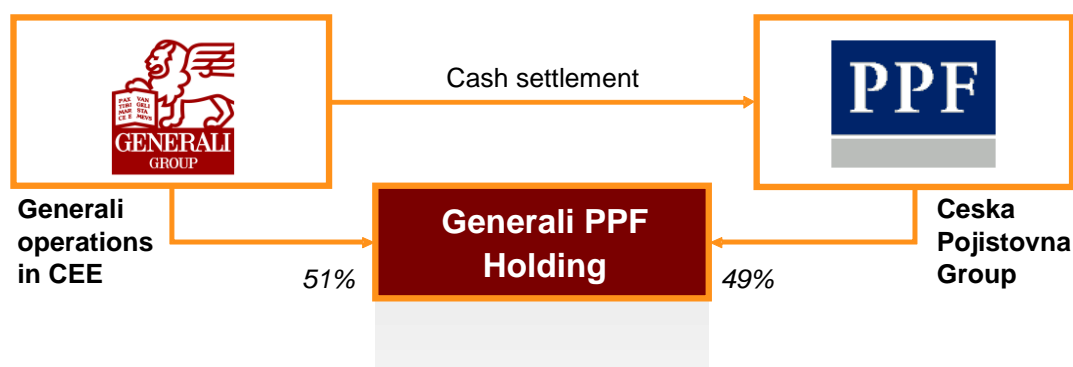 PAX VAN
TIBI GELI
MAR STA
CE E MEVS
GENERALI
GROUP
Cash settlement
PPF
Generali
operations
in CEE
51%
Generali PPF
Holding
49%
Ceska
Pojistovna
Group